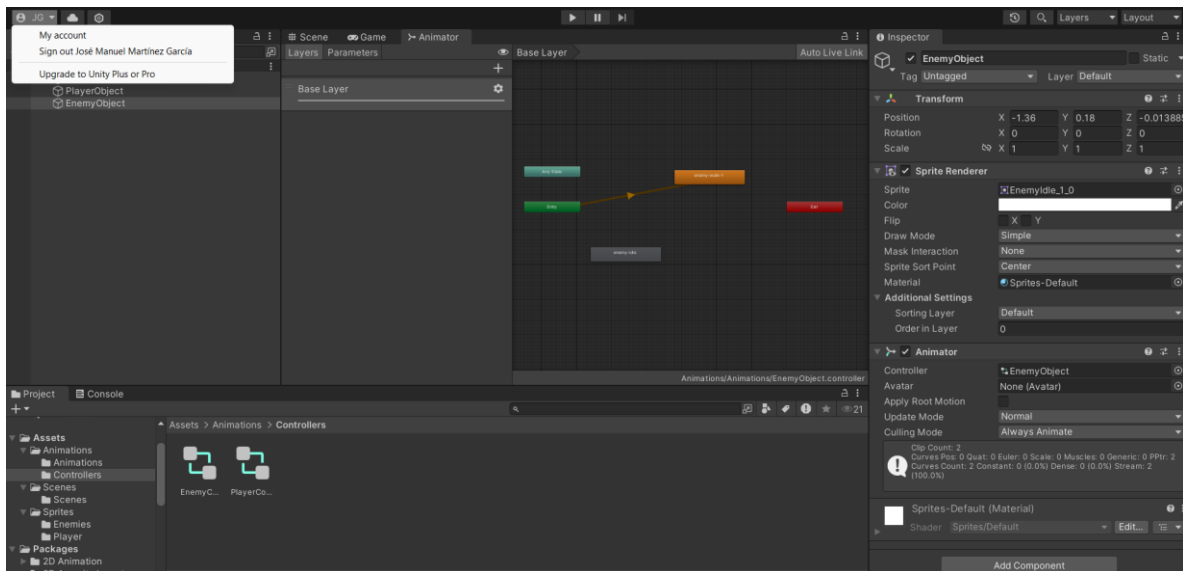 JG
Layers
Layout
My account
Sign out José Manuel Martínez García
Upgrade to Unity Plus or Pro
PlayerObject
EnemyObject
Scene
Game
Animator
Layers
Parameters
Base Layer
Auto Live Link
Base Layer
Any State
Entry
Exit
enemy-idle
Animations/Animations/EnemyObject.controller
Inspector
EnemyObject
Static
Tag Untagged
Layer Default
Transform
Position X -1.36 Y 0.18 Z -0.01388
Rotation X 0 Y 0 Z 0
Scale X 1 Y 1 Z 1
Sprite Renderer
Sprite EnemyIdle_1_0
Color
Flip X Y
Draw Mode Simple
Mask Interaction None
Sprite Sort Point Center
Material Sprites-Default
Additional Settings
Sorting Layer Default
Order in Layer 0
Animator
Controller EnemyObject
Avatar None (Avatar)
Apply Root Motion
Update Mode Normal
Culling Mode Always Animate
Clip Count: 2
Curves Pos: 0 Quat: 0 Euler: 0 Scale: 0 Muscles: 0 Generic: 0 PPtr: 2
Curves Count: 2 Constant: 0 (0.0%) Dense: 0 (0.0%) Stream: 2
(100.0%)
Sprites-Default (Material)
Shader Sprites/Default
Edit...
Add Component
Project
Console
21
Assets > Animations > Controllers
Assets
Animations
Animations
Controllers
Scenes
Scenes
Sprites
Enemies
Player
Packages
2D Animation
EnemyC...
PlayerCo...